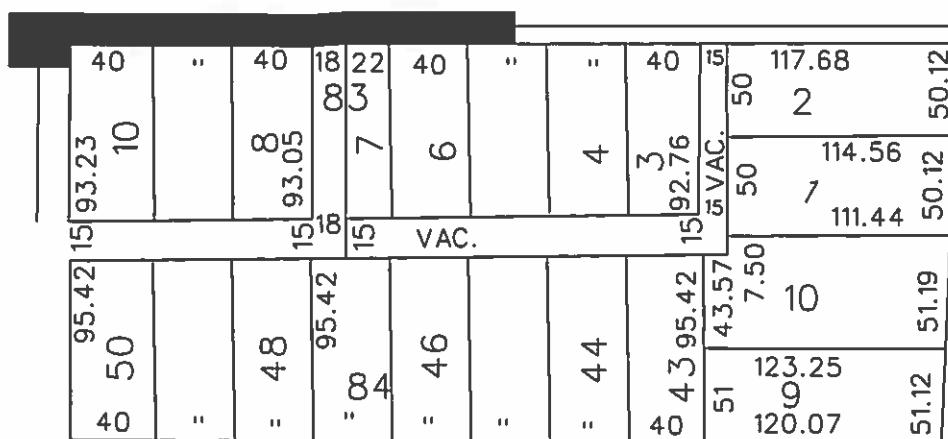 40 " 40 18 22 40 " " 40 15 117.68 50.12
83 50 2
93.23 10 8 93.05 7 6 4 3 92.76 VAC. 114.56
50 1 50.12
15 111.44
15 15 18 15 VAC. 15
95.42 95.42 95.42 43.57 7.50 10 51.19
50 48 46 44 43 123.25
84 51 9 51.12
40 " " " " " " 40 120.07